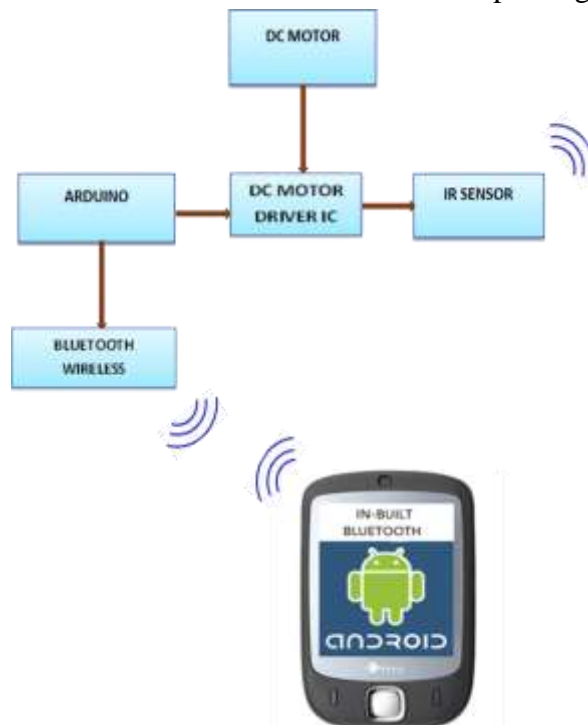 DC MOTOR
ARDUINO
DC MOTOR
DRIVER IC
IR SENSOR
BLUETOOTH
WIRELESS
IN-BUILT
BLUETOOTH
ANDROID